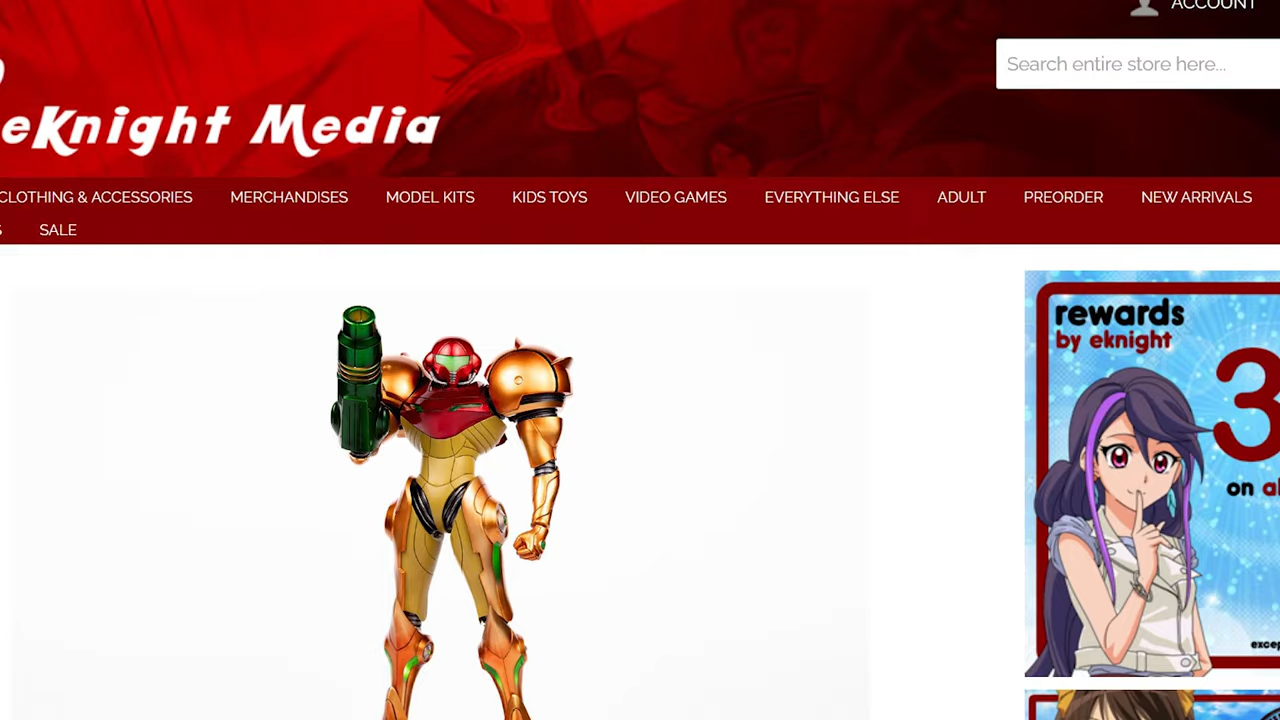 ACCOUNT
Search entire store here...
eKnight Media
CLOTHING & ACCESSORIES MERCHANDISES MODEL KITS KIDS TOYS VIDEO GAMES EVERYTHING ELSE ADULT PREORDER NEW ARRIVALS
S SALE
rewards
by eknight
3
on al
excep